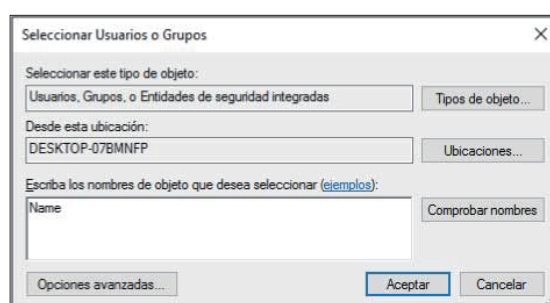 Seleccionar Usuarios o Grupos
Seleccionar este tipo de objeto:
Usuarios, Grupos, o Entidades de seguridad integradas
Tipos de objeto...
Desde esta ubicación:
DESKTOP-07BMNFP
Ubicaciones...
Escriba los nombres de objeto que desea seleccionar (ejemplos):
Name
Comprobar nombres
Opciones avanzadas...
Aceptar
Cancelar